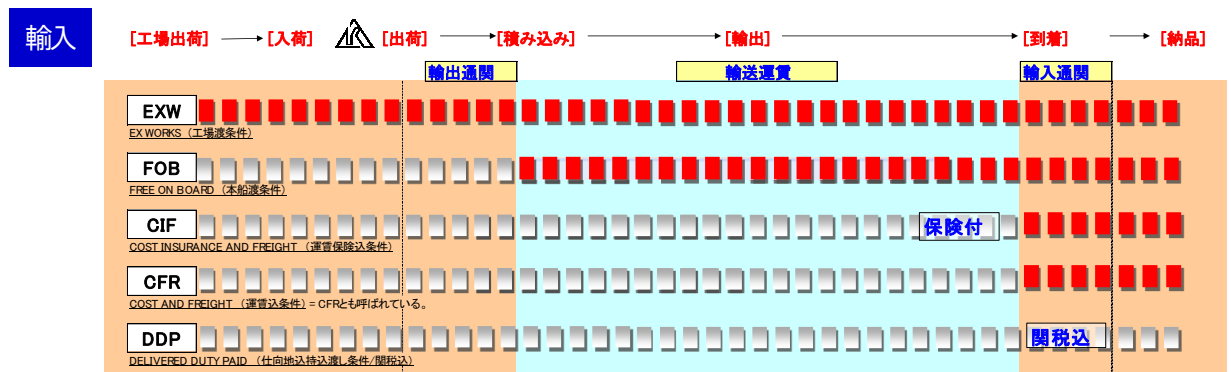 輸入
[工場出荷] [入荷] [出荷] [積み込み] [輸出] [到着] [納品]
輸出通関 輸送運賃 輸入通関
EXW
EX WORKS（工場渡条件）
FOB
FREE ON BOARD（本船渡条件）
CIF 保険付
COST INSURANCE AND FREIGHT（運賃保険込条件）
CFR
COST AND FREIGHT（運賃込条件）= CFRとも呼ばれている。
DDP 関税込
DELIVERED DUTY PAID（仕向地込持込渡し条件/関税込）